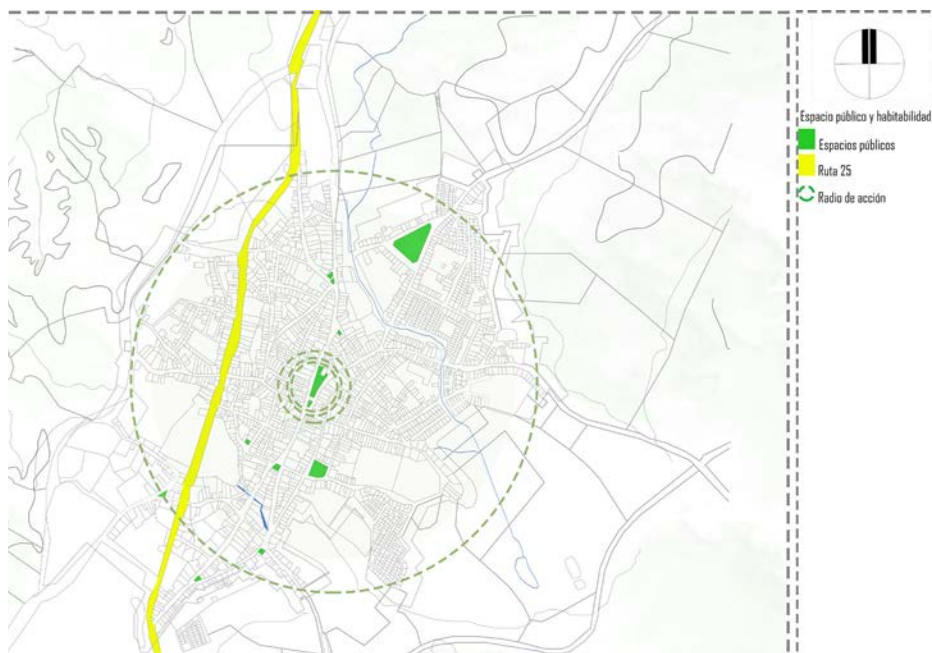 Espacio público y habitabilidad
Espacios públicos
Ruta 25
Radio de acción